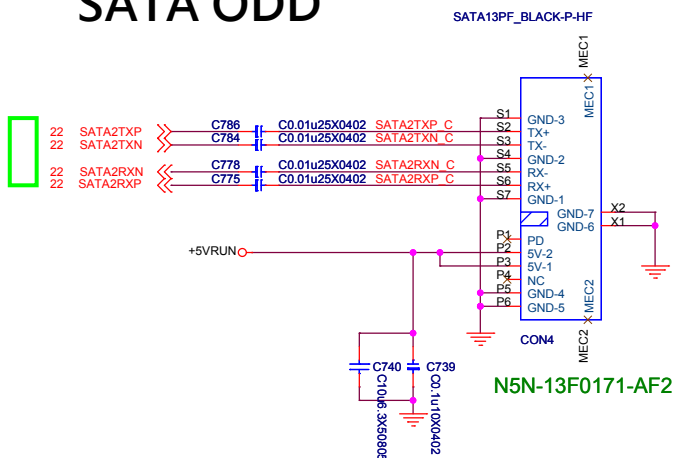 SATA ODD
SATA13PF_BLACK-P-HF
MEC1
MEC1
22 SATA2TXP C786 C0.01u25X0402 SATA2TXP_C
22 SATA2TXN C784 C0.01u25X0402 SATA2TXN_C
22 SATA2RXN C778 C0.01u25X0402 SATA2RXN_C
22 SATA2RXP C775 C0.01u25X0402 SATA2RXP_C
S1 GND-3
S2 TX+
S3 TX-
S4 GND-2
S5 RX-
S6 RX+
S7 GND-1
GND-7 X2
GND-6 X1
+5VRUN
P1 PD
P2 5V-2
P3 5V-1
P4 NC
P5 GND-4
P6 GND-5
MEC2
MEC2
CON4
C740
C10u6.3X50805
C739
C0.1u10X0402
N5N-13F0171-AF2